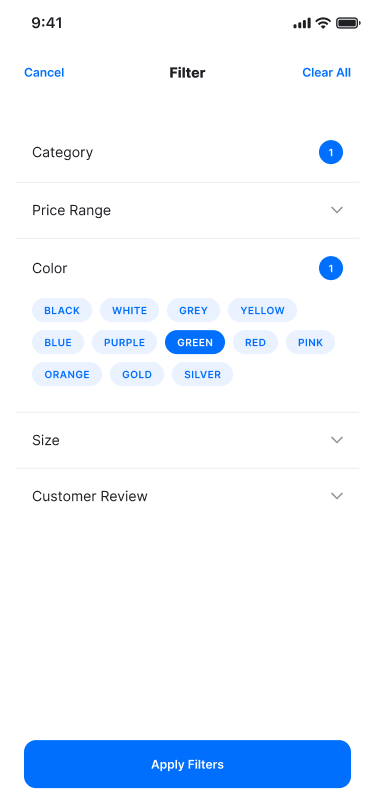 9:41
Cancel Filter Clear All
Category 1
Price Range
Color 1
BLACK WHITE GREY YELLOW
BLUE PURPLE GREEN RED PINK
ORANGE GOLD SILVER
Size
Customer Review
Apply Filters